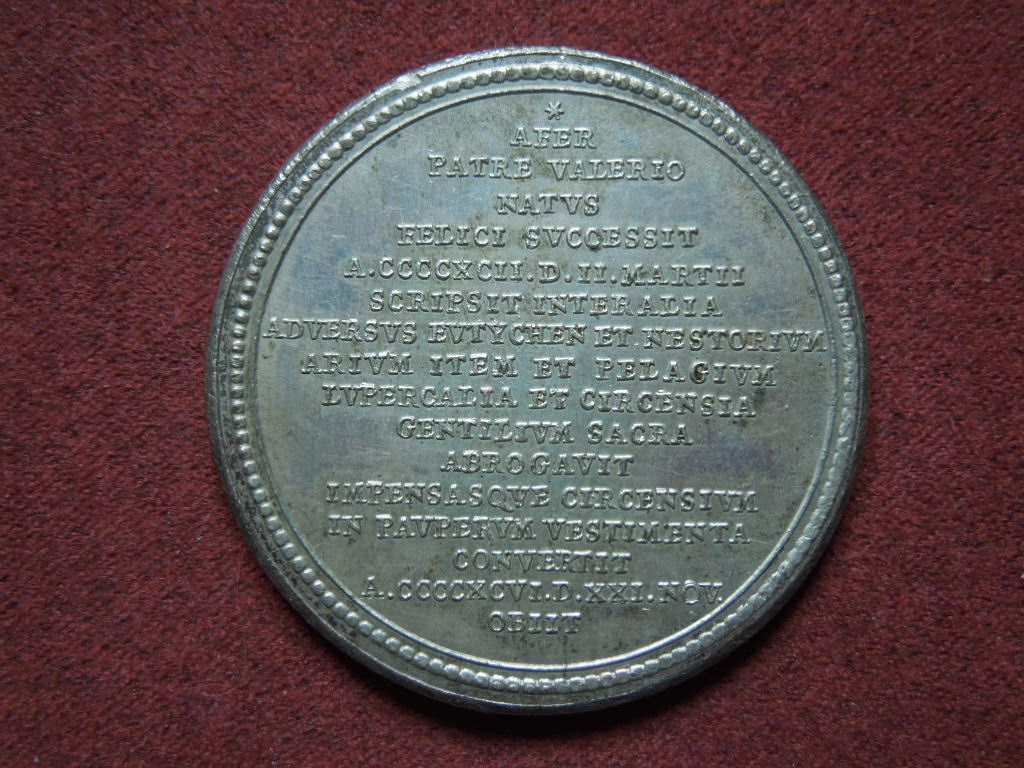 *
AFER
PATRE VALERIO
NATVS
FELICI SVCCESSIT
A.CCCCXCII.D.II.MARTII
SCRIPSIT INTERALIA
ADVERSVS EVTYCHEN ET NESTORIVM
ARIVM ITEM ET PELAGIVM
LVPERCALIA ET CIRCENSIA
GENTILIVM SACRA
ABROGAVIT
IMPENSASQVE CIRCENSIVM
IN PAVPERVM VESTIMENTA
CONVERTIT
A.CCCCXCVI.D.XXI.NOV.
OBIIT